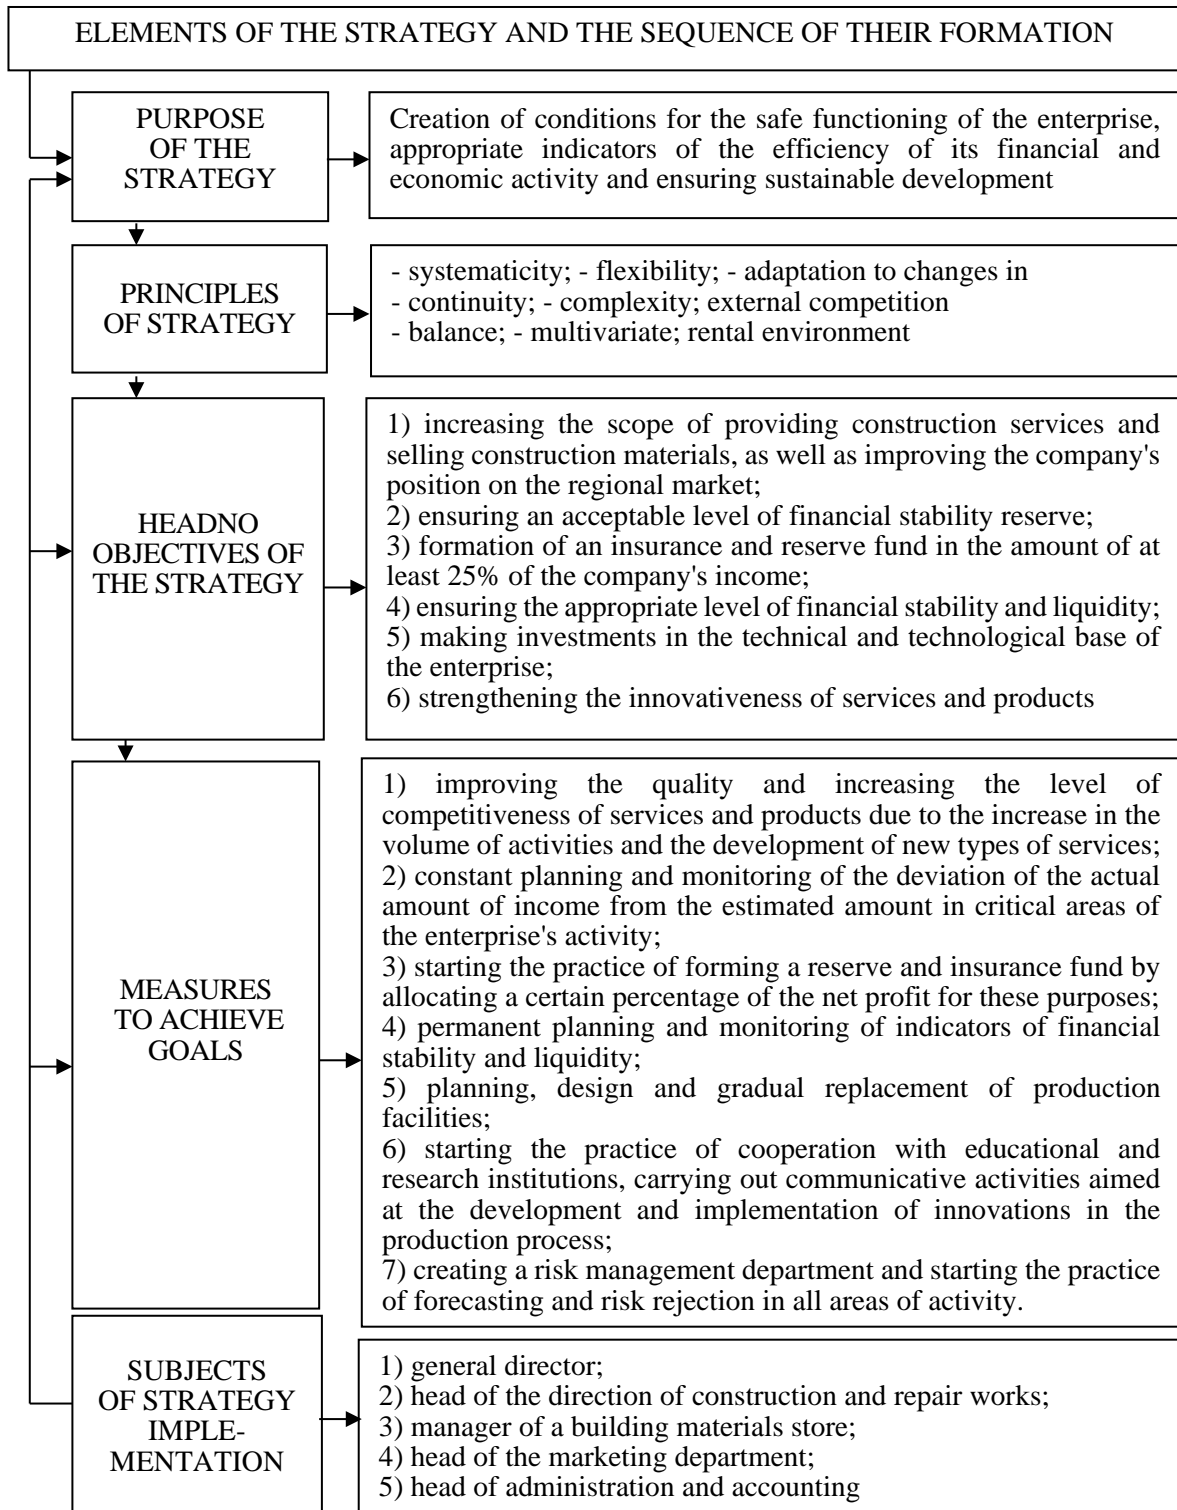 ELEMENTS OF THE STRATEGY AND THE SEQUENCE OF THEIR FORMATION
PURPOSE
OF THE
STRATEGY
Creation of conditions for the safe functioning of the enterprise,
appropriate indicators of the efficiency of its financial and
economic activity and ensuring sustainable development
PRINCIPLES
OF STRATEGY
- systematicity; - flexibility; - adaptation to changes in
- continuity; - complexity; external competition
- balance; - multivariate; rental environment
HEADNO
OBJECTIVES OF
THE STRATEGY
1) increasing the scope of providing construction services and
selling construction materials, as well as improving the company's
position on the regional market;
2) ensuring an acceptable level of financial stability reserve;
3) formation of an insurance and reserve fund in the amount of at
least 25% of the company's income;
4) ensuring the appropriate level of financial stability and liquidity;
5) making investments in the technical and technological base of
the enterprise;
6) strengthening the innovativeness of services and products
MEASURES
TO ACHIEVE
GOALS
1) improving the quality and increasing the level of
competitiveness of services and products due to the increase in the
volume of activities and the development of new types of services;
2) constant planning and monitoring of the deviation of the actual
amount of income from the estimated amount in critical areas of
the enterprise's activity;
3) starting the practice of forming a reserve and insurance fund by
allocating a certain percentage of the net profit for these purposes;
4) permanent planning and monitoring of indicators of financial
stability and liquidity;
5) planning, design and gradual replacement of production
facilities;
6) starting the practice of cooperation with educational and
research institutions, carrying out communicative activities aimed
at the development and implementation of innovations in the
production process;
7) creating a risk management department and starting the practice
of forecasting and risk rejection in all areas of activity.
SUBJECTS
OF STRATEGY
IMPLE-
MENTATION
1) general director;
2) head of the direction of construction and repair works;
3) manager of a building materials store;
4) head of the marketing department;
5) head of administration and accounting